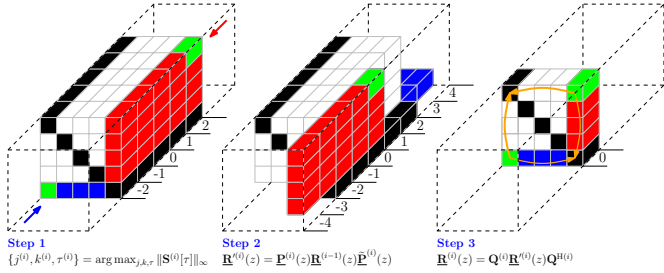 2
1
0
-1
-2
4
3
2
1
0
-1
-2
-3
-4
0
Step 1
{j^(i), k^(i), τ^(i)} = arg max_{j,k,τ} ‖S^(i)[τ]‖_∞
Step 2
R'^(i)(z) = P^(i)(z)R^(i-1)(z)P̃^(i)(z)
Step 3
R^(i)(z) = Q^(i)R'^(i)(z)Q^H(i)